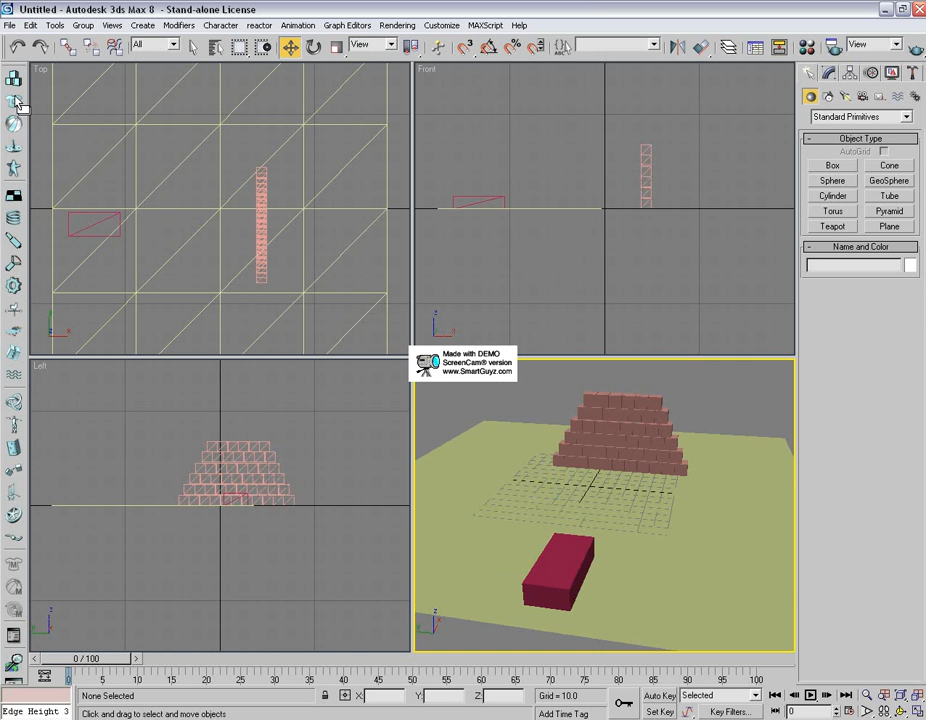 Untitled - Autodesk 3ds Max 8 - Stand-alone License
File Edit Tools Group Views Create Modifiers Character reactor Animation Graph Editors Rendering Customize MAXScript Help
All View View
Top
Front
Left
Made with DEMO
ScreenCam® version
www.SmartGuyz.com
Standard Primitives
- Object Type
AutoGrid
Box Cone
Sphere GeoSphere
Cylinder Tube
Torus Pyramid
Teapot Plane
- Name and Color
< 0 / 100 >
0 5 10 15 20 25 30 35 40 45 50 55 60 65 70 75 80 85 90 95 100
None Selected X: Y: Z: Grid = 10.0 Auto Key Selected
Edge Height 3 Click and drag to select and move objects Add Time Tag Set Key Key Filters... 0